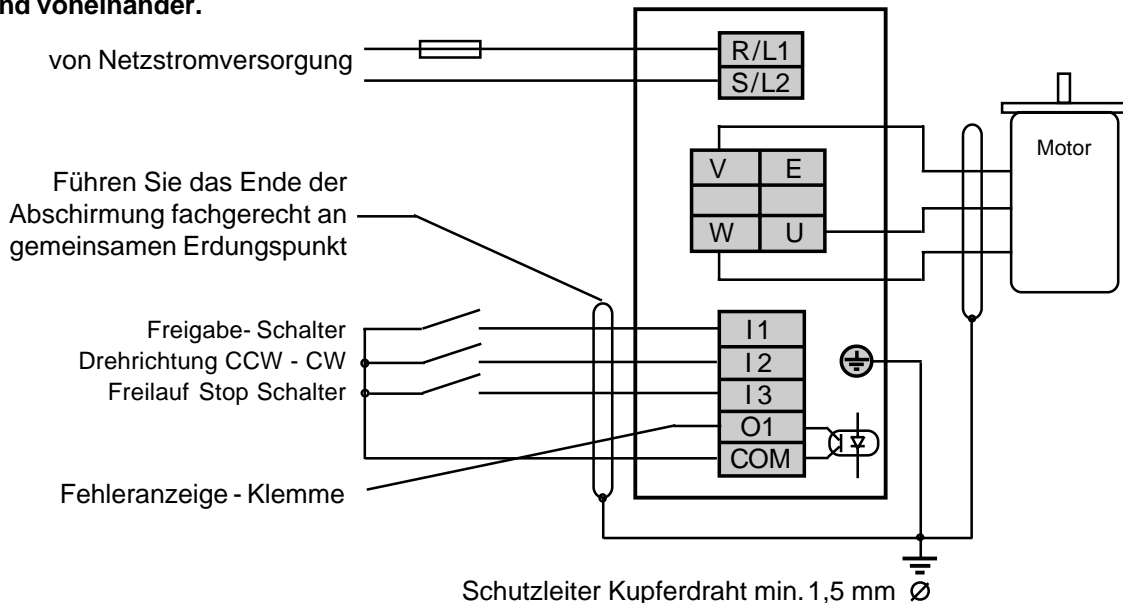 nd voneinander.
von Netzstromversorgung
R/L1
S/L2
Motor
V E
W U
Führen Sie das Ende der
Abschirmung fachgerecht an
gemeinsamen Erdungspunkt
Freigabe- Schalter
I1
Drehrichtung CCW - CW
I2
Freilauf Stop Schalter
I3
O1
COM
Fehleranzeige - Klemme
Schutzleiter Kupferdraht min. 1,5 mm Ø